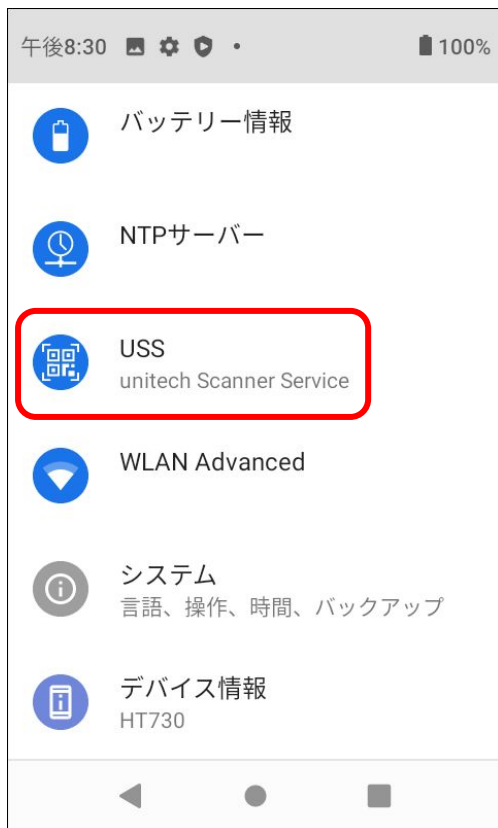 午後8:30 100%
バッテリー情報
NTPサーバー
USS
unitech Scanner Service
WLAN Advanced
システム
言語、操作、時間、バックアップ
デバイス情報
HT730